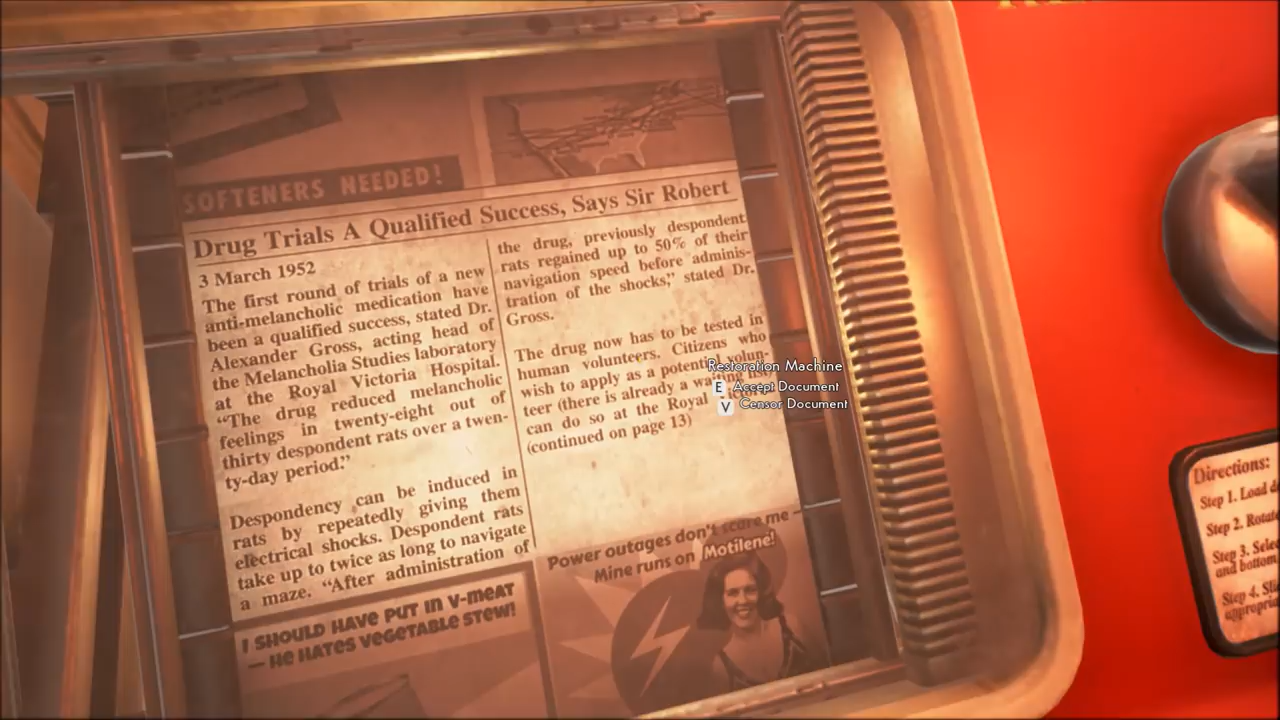 SOFTENERS NEEDED!
Drug Trials A Qualified Success, Says Sir Robert
3 March 1952
The first round of trials of a new
anti-melancholic medication have
been a qualified success, stated Dr.
Alexander Gross, acting head of
the Melancholia Studies laboratory
at the Royal Victoria Hospital.
“The drug reduced melancholic
feelings in twenty-eight out of
thirty despondent rats over a twen-
ty-day period.”
Despondency can be induced in
rats by repeatedly giving them
electrical shocks. Despondent rats
take up to twice as long to navigate
a maze. “After administration of
the drug, previously despondent
rats regained up to 50% of their
navigation speed before adminis-
tration of the shocks,” stated Dr.
Gross.
The drug now has to be tested in
human volunteers. Citizens who
wish to apply as a potential volun-
teer (there is already a waiting
can do so at the Royal
(continued on page 13)
Restoration Machine
E Accept Document
V Censor Document
I SHOULD HAVE PUT IN V-MEAT
— HE HATES VEGETABLE STEW!
Power outages don't scare me –
Mine runs on Motilene!
Directions:
Step 1. Load
Step 2.
Step 3.
and bottom
Step 4.